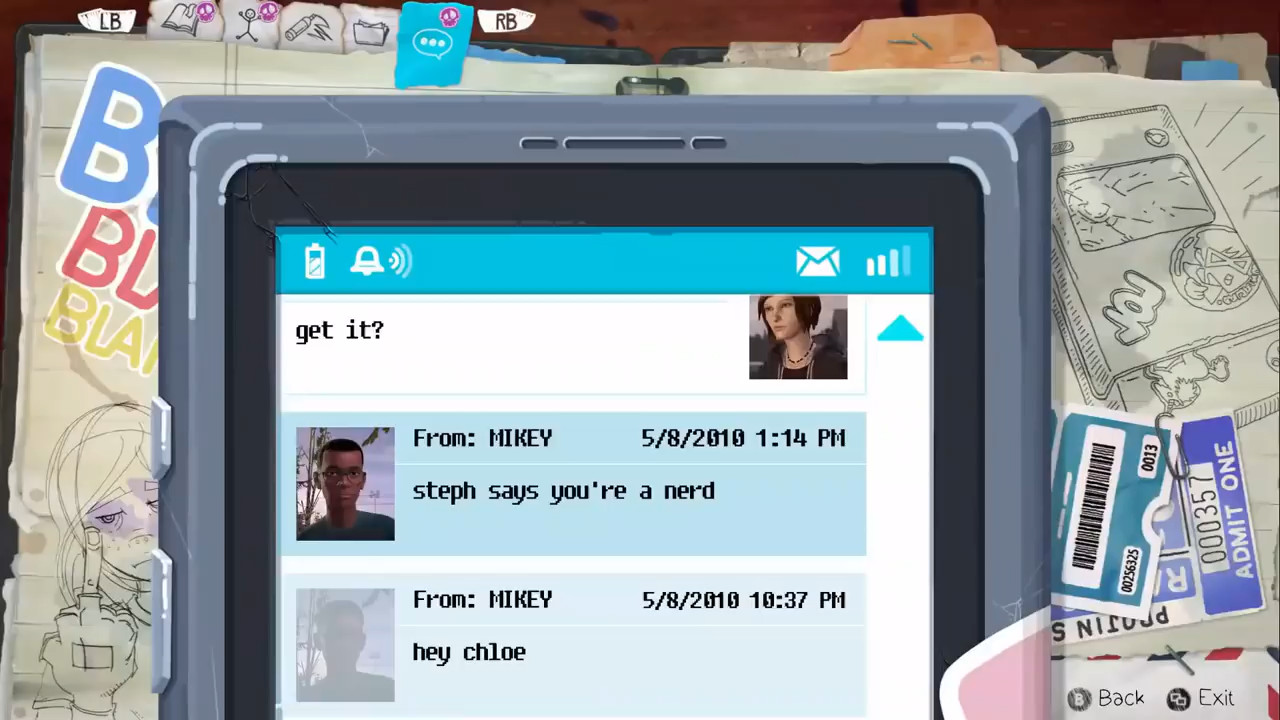 LB
RB
get it?
From: MIKEY
5/8/2010 1:14 PM
steph says you're a nerd
From: MIKEY
5/8/2010 10:37 PM
hey chloe
0013
00256325
000357
ADMIT ONE
B Back
Exit